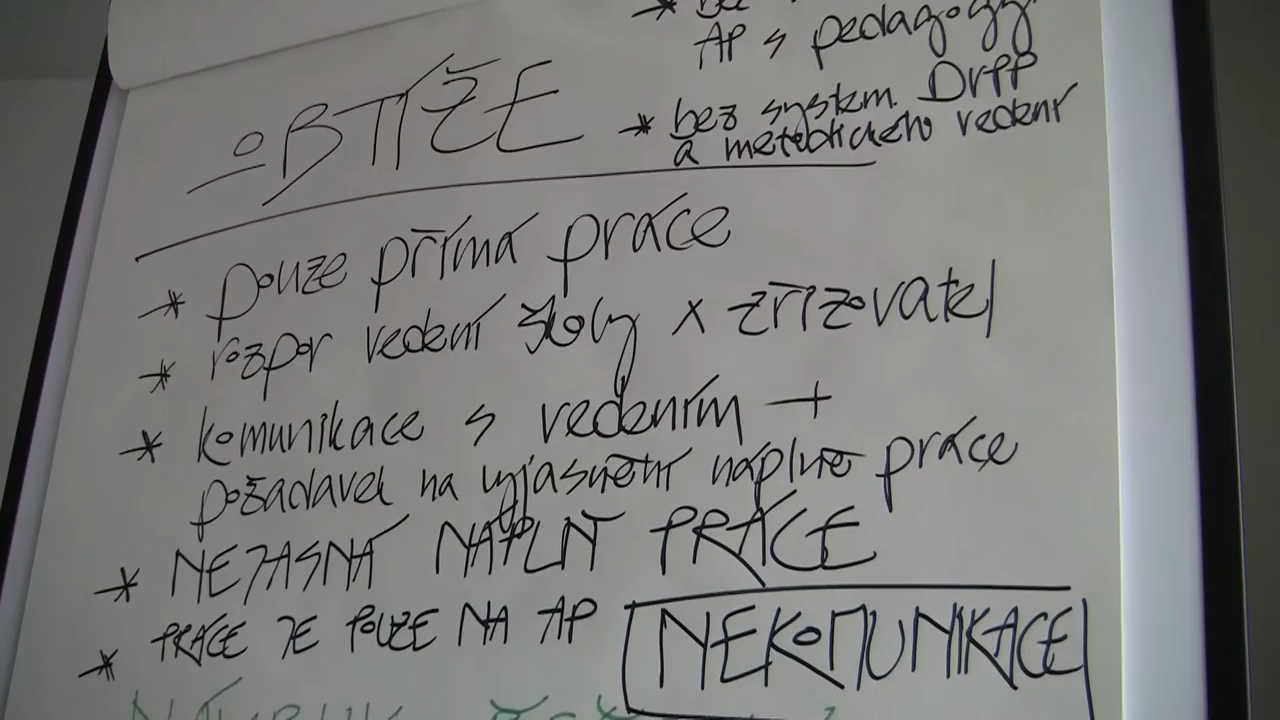 AP s pedagogy
OBTÍŽE
* bez system. DVPP
a metodického vedení
* pouze přímá práce
* rozpor vedení školy x zřizovatel
* komunikace s vedením +
požadavek na vyjasnění náplně práce
* NEJASNÁ NÁPLŇ PRÁCE
* PRÁCE JE POUZE NA AP
NEKOMUNIKACE